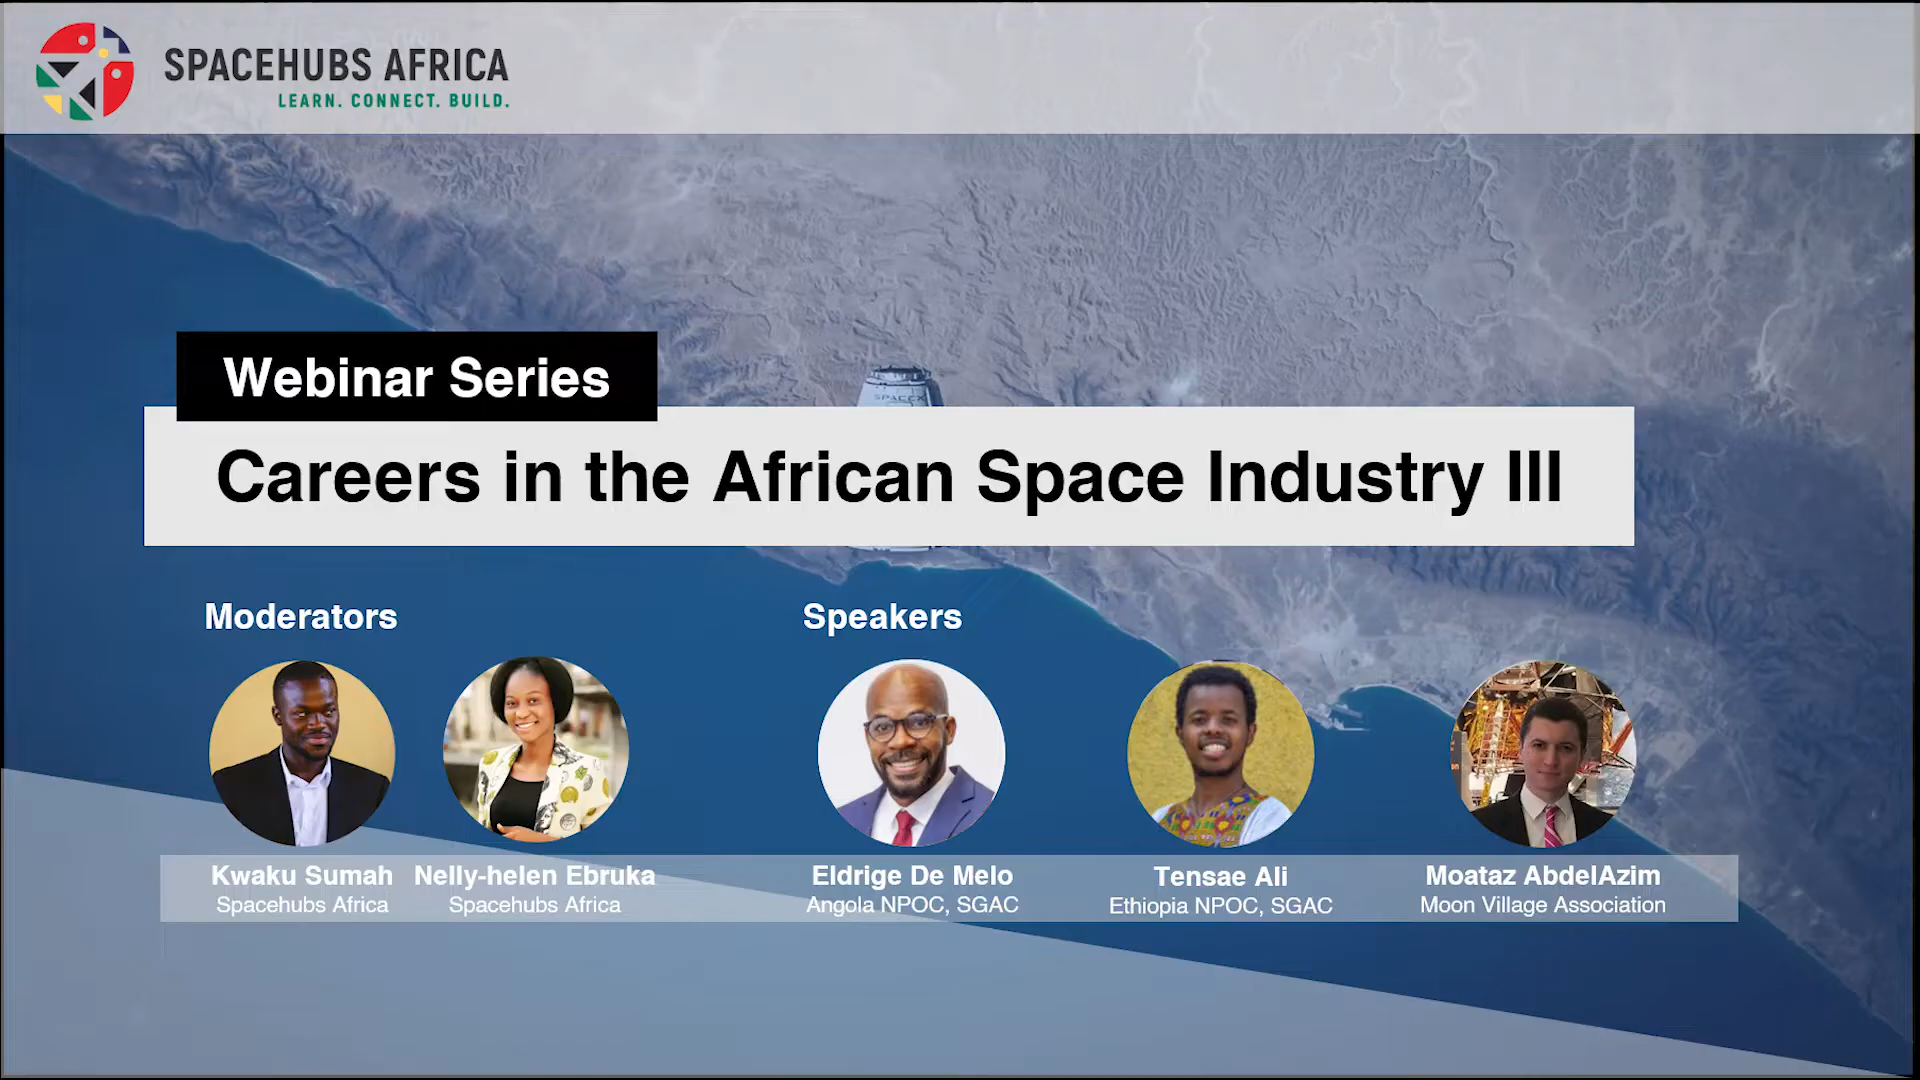 SPACEHUBS AFRICA
LEARN. CONNECT. BUILD.
Webinar Series
SPACEX
Careers in the African Space Industry III
Moderators
Speakers
Kwaku Sumah
Spacehubs Africa
Nelly-helen Ebruka
Spacehubs Africa
Eldrige De Melo
Angola NPOC, SGAC
Tensae Ali
Ethiopia NPOC, SGAC
Moataz AbdelAzim
Moon Village Association